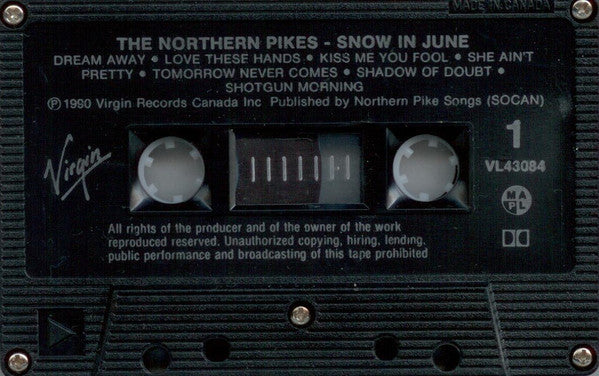 MADE IN CANADA
THE NORTHERN PIKES - SNOW IN JUNE
DREAM AWAY • LOVE THESE HANDS • KISS ME YOU FOOL • SHE AIN'T
PRETTY • TOMORROW NEVER COMES • SHADOW OF DOUBT •
SHOTGUN MORNING
℗ 1990 Virgin Records Canada Inc Published by Northern Pike Songs (SOCAN)
Virgin
1
VL43084
MA
PL
All rights of the producer and of the owner of the work
reproduced reserved. Unauthorized copying, hiring, lending,
public performance and broadcasting of this tape prohibited